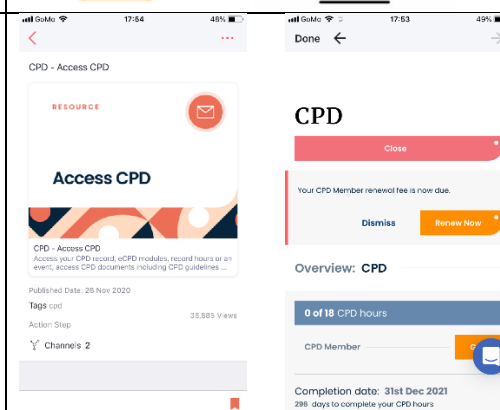 GoMo 17:54 48%
CPD - Access CPD
RESOURCE
Access CPD
CPD - Access CPD
Access your CPD record, eCPD modules, record hours or an
event, access CPD documents including CPD guidelines ...
Published Date: 26 Nov 2020
Tags cpd
35,885 Views
Action Step
Channels 2
GoMo 17:53 49%
Done
CPD
Close
Your CPD Member renewal fee is now due.
Dismiss Renew Now
Overview: CPD
0 of 18 CPD hours
CPD Member
Completion date: 31st Dec 2021
296 days to complete your CPD hours